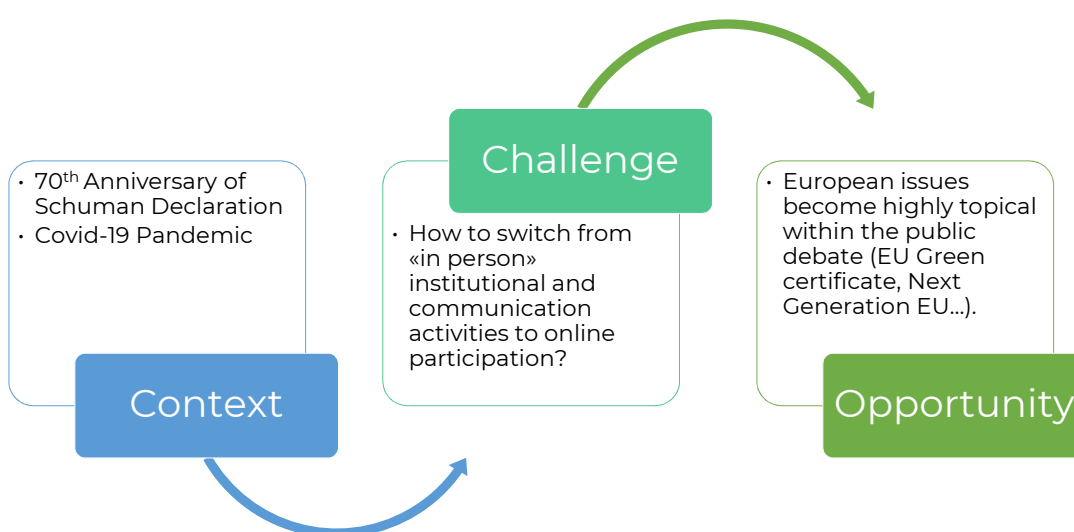 Context
· 70th Anniversary of
Schuman Declaration
· Covid-19 Pandemic
Challenge
· How to switch from
«in person»
institutional and
communication
activities to online
participation?
Opportunity
· European issues
become highly topical
within the public
debate (EU Green
certificate, Next
Generation EU…).